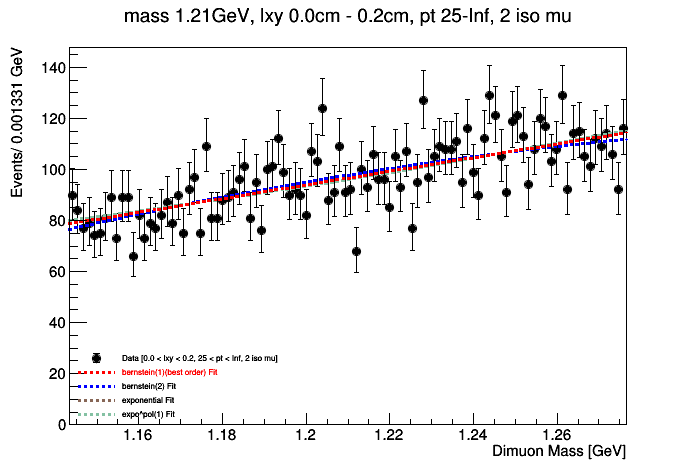 mass 1.21GeV, lxy 0.0cm - 0.2cm, pt 25-Inf, 2 iso mu
Events/ 0.001331 GeV
140
120
100
80
60
40
20
0
Data [0.0 < lxy < 0.2, 25 < pt < Inf, 2 iso mu]
bernstein(1)(best order) Fit
bernstein(2) Fit
exponential Fit
expo*pol(1) Fit
1.16 1.18 1.2 1.22 1.24 1.26
Dimuon Mass [GeV]